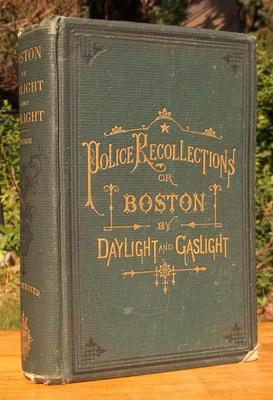 POLICE RECOLLECTIONS
OR
BOSTON
BY
DAYLIGHT AND GASLIGHT
BOSTON
BY
DAYLIGHT
AND
GASLIGHT
ILLUSTRATED